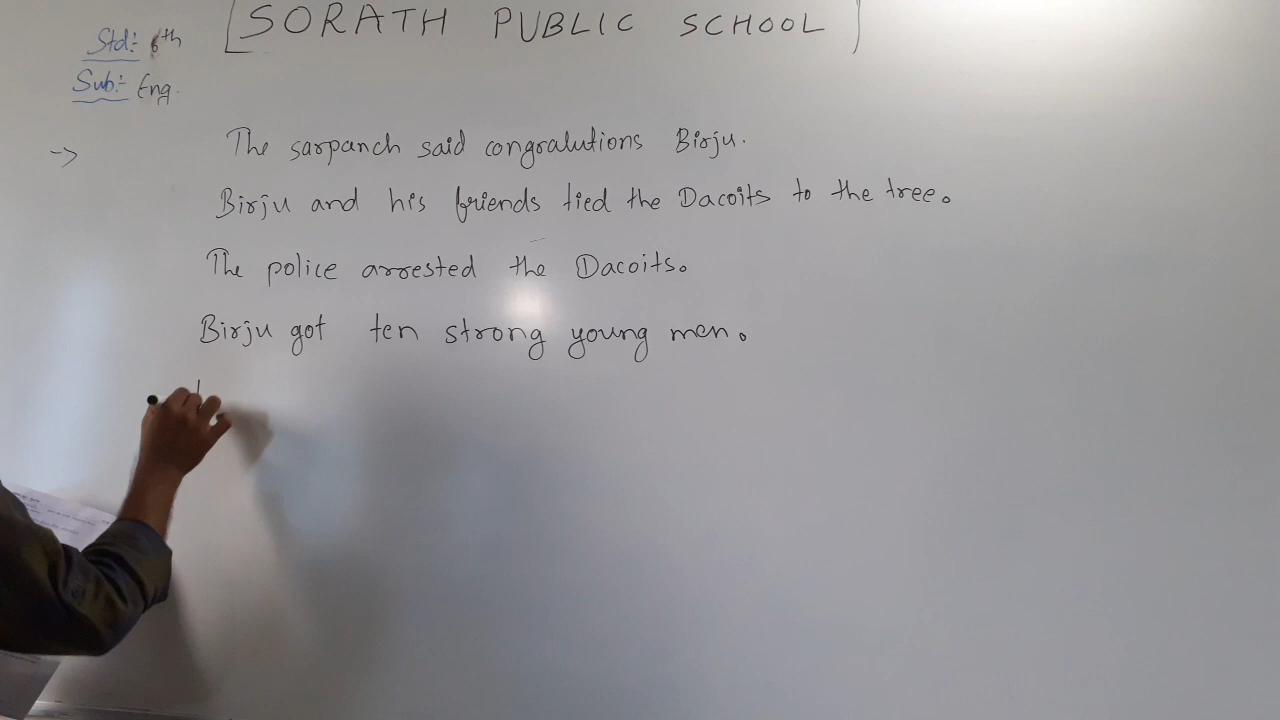 [SORATH PUBLIC SCHOOL]
Std:- 6th
Sub:- Eng.
-> The sarpanch said congralutions Birju.
Birju and his friends tied the Dacoits to the tree.
The police arrested the Dacoits.
Birju got ten strong young men.